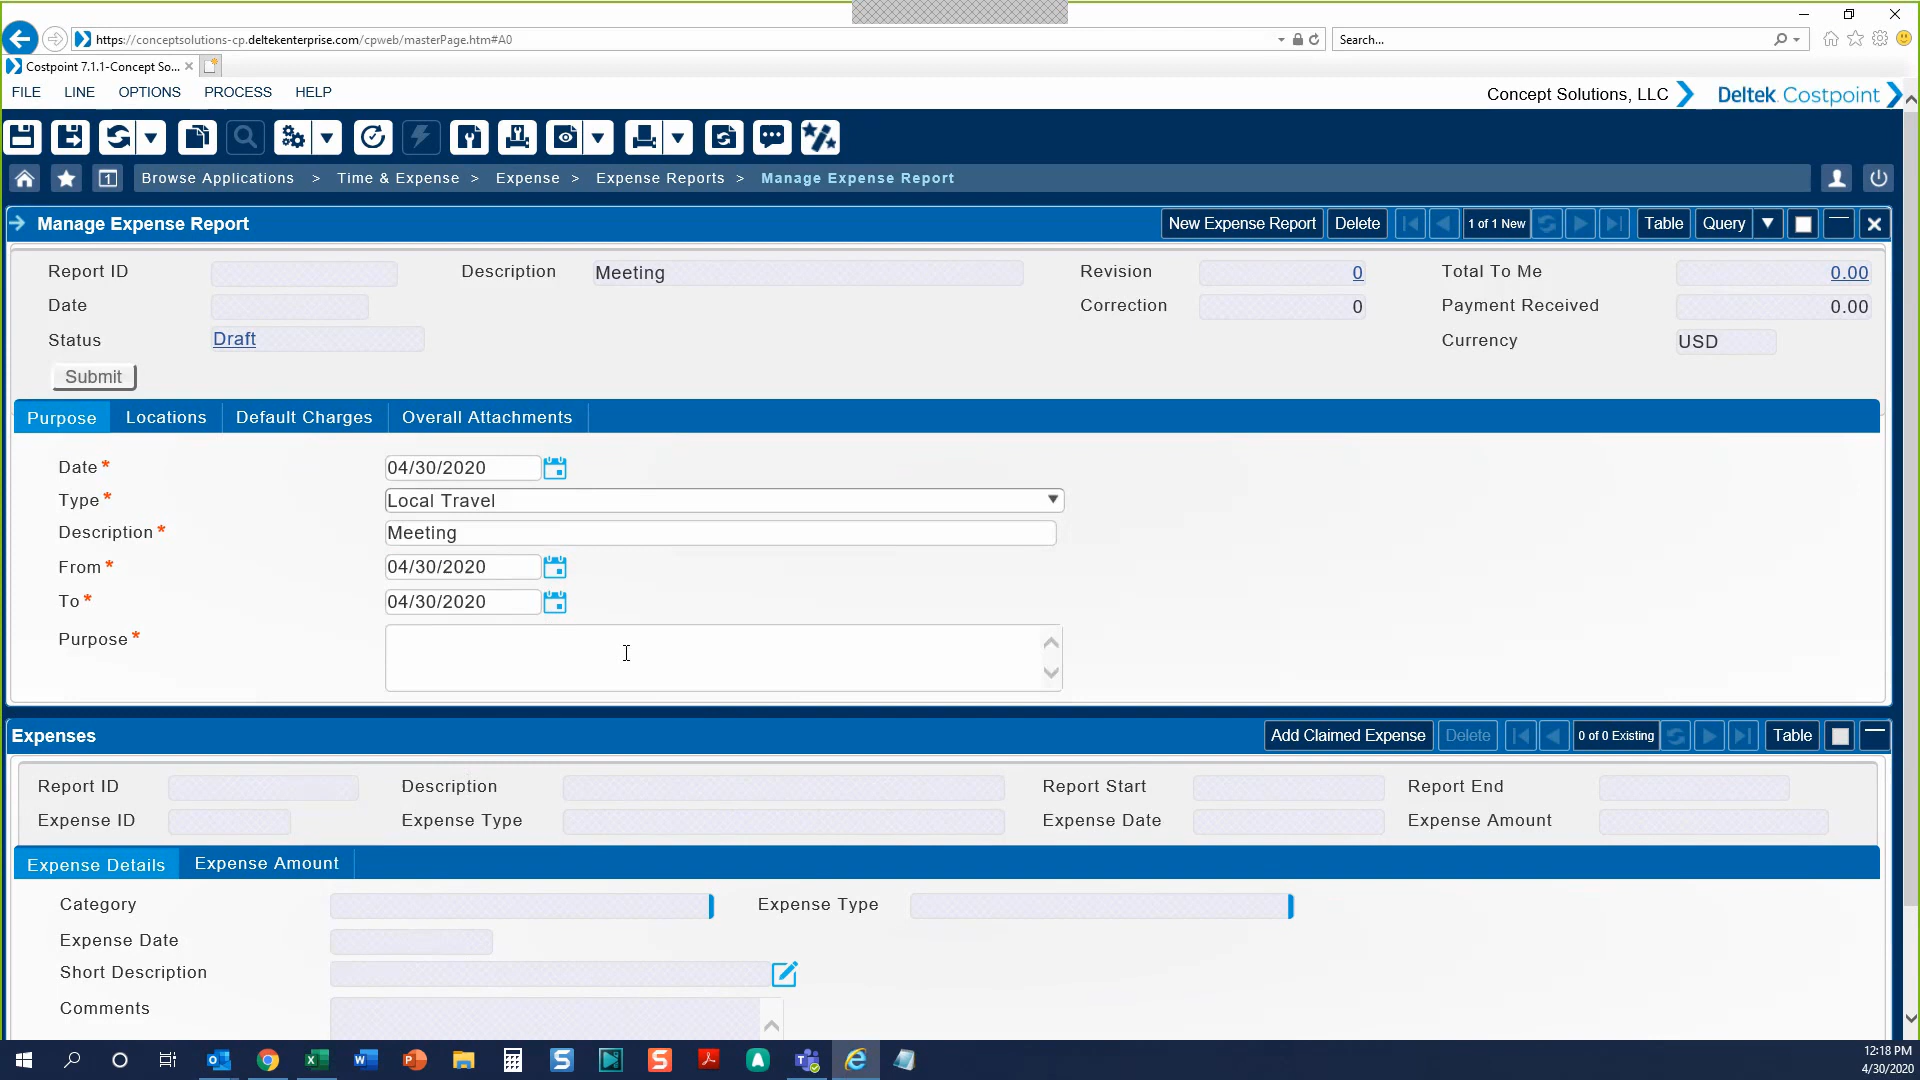 https://conceptsolutions-cp.deltekenterprise.com/cpweb/masterPage.htm#A0
Search...
Costpoint 7.1.1-Concept So...
FILE LINE OPTIONS PROCESS HELP
Concept Solutions, LLC Deltek Costpoint
1 Browse Applications > Time & Expense > Expense > Expense Reports > Manage Expense Report
Manage Expense Report New Expense Report Delete 1 of 1 New Table Query
Report ID Description Meeting Revision 0 Total To Me 0.00
Date Correction 0 Payment Received 0.00
Status Draft Currency USD
Submit
Purpose Locations Default Charges Overall Attachments
Date * 04/30/2020
Type * Local Travel
Description * Meeting
From * 04/30/2020
To * 04/30/2020
Purpose *
Expenses Add Claimed Expense Delete 0 of 0 Existing Table
Report ID Description Report Start Report End
Expense ID Expense Type Expense Date Expense Amount
Expense Details Expense Amount
Category Expense Type
Expense Date
Short Description
Comments
12:18 PM
4/30/2020